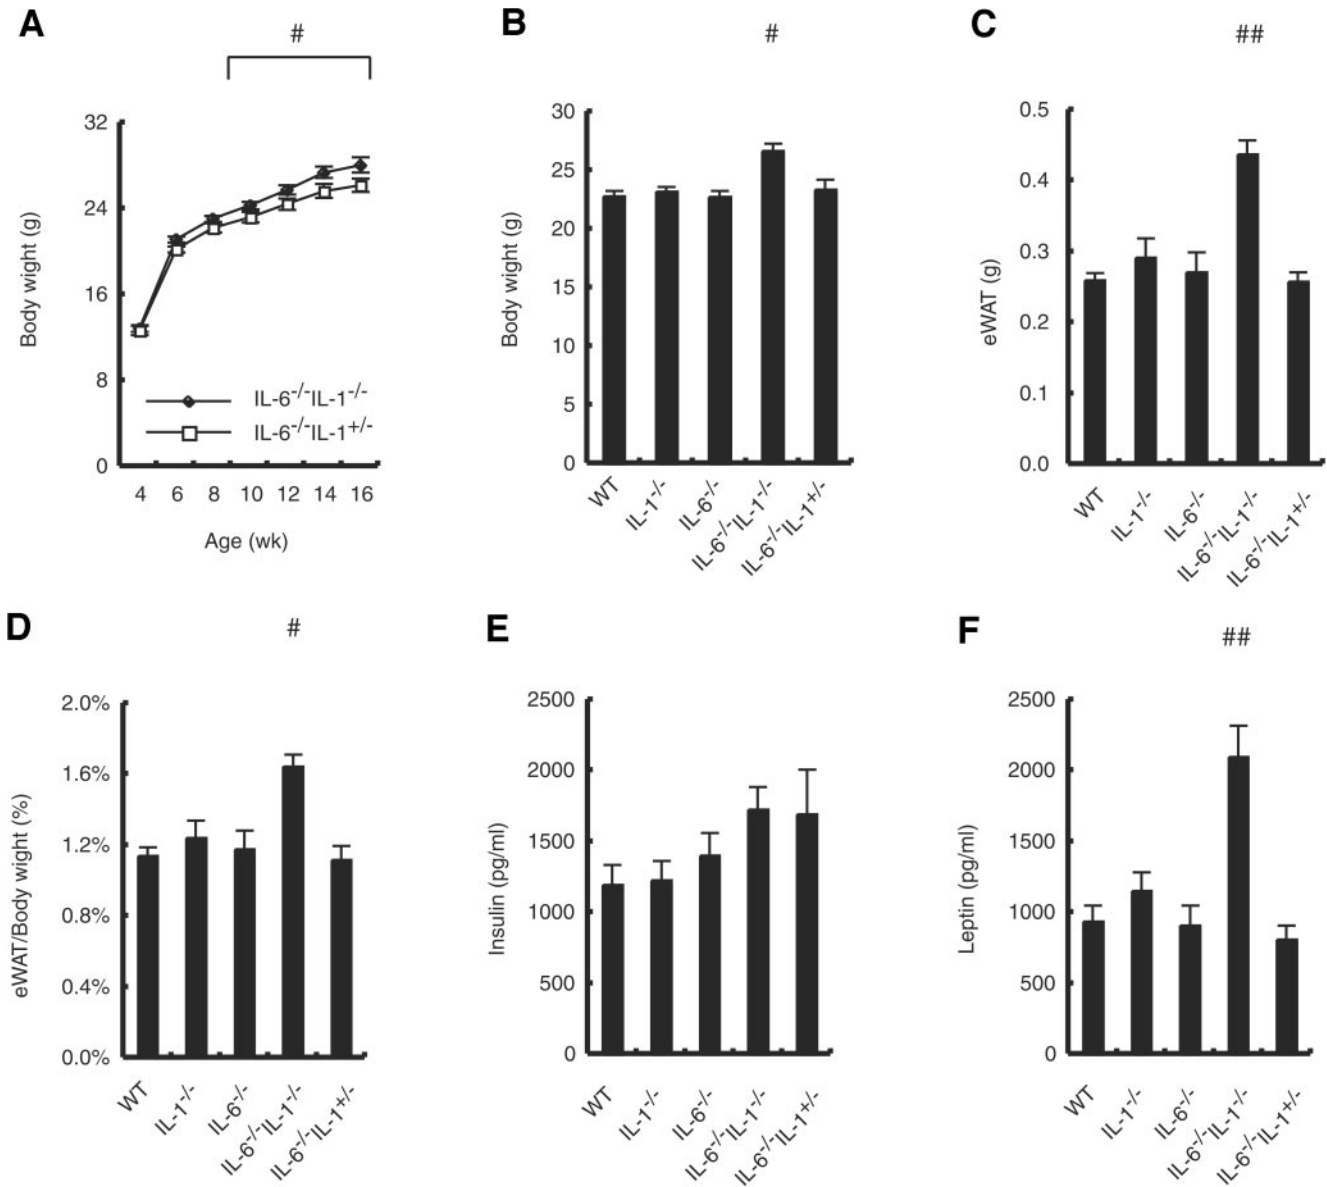 A
#
Body wight (g)
32
24
16
8
0
IL-6-/-IL-1-/-
IL-6-/-IL-1+/-
4 6 8 10 12 14 16
Age (wk)
B
#
Body wight (g)
30
25
20
15
10
5
0
WT
IL-1-/-
IL-6-/-
IL-6-/-IL-1-/-
IL-6-/-IL-1+/-
C
##
eWAT (g)
0.5
0.4
0.3
0.2
0.1
0.0
WT
IL-1-/-
IL-6-/-
IL-6-/-IL-1-/-
IL-6-/-IL-1+/-
D
#
eWAT/Body wight (%)
2.0%
1.6%
1.2%
0.8%
0.4%
0.0%
WT
IL-1-/-
IL-6-/-
IL-6-/-IL-1-/-
IL-6-/-IL-1+/-
E
Insulin (pg/ml)
2500
2000
1500
1000
500
0
WT
IL-1-/-
IL-6-/-
IL-6-/-IL-1-/-
IL-6-/-IL-1+/-
F
##
Leptin (pg/ml)
2500
2000
1500
1000
500
0
WT
IL-1-/-
IL-6-/-
IL-6-/-IL-1-/-
IL-6-/-IL-1+/-